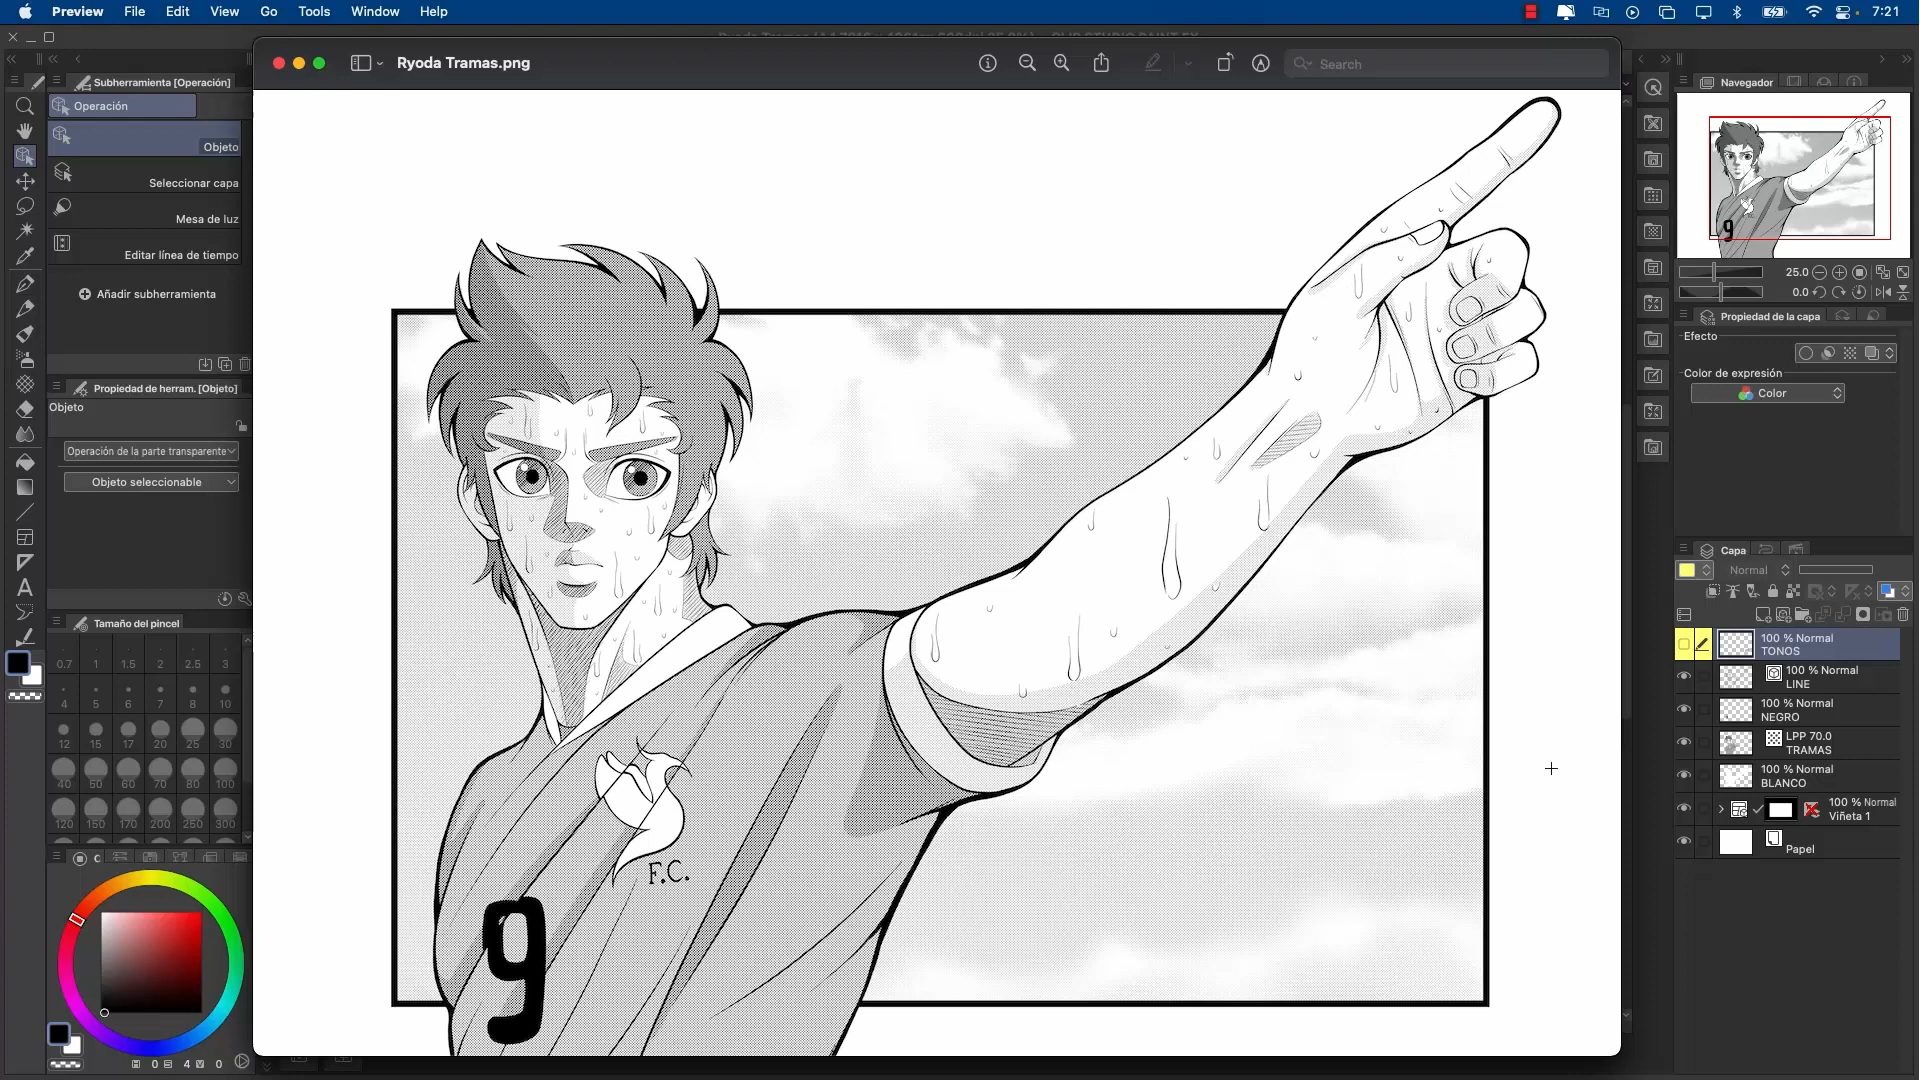 Preview File Edit View Go Tools Window Help 7:21
Subherramienta [Operación]
Operación
Objeto
Seleccionar capa
Mesa de luz
Editar línea de tiempo
Añadir subherramienta
Propiedad de herram. [Objeto]
Objeto
Operación de la parte transparente
Objeto seleccionable
Tamaño del pincel
0.7 1 1.5 2 2.5 3
4 5 6 7 8 10
12 15 17 20 25 30
40 50 60 70 80 100
120 150 170 200 250 300
C
0 4 0
Ryoda Tramas.png
Search
F.C.
9
Navegador
25.0
0.0
Propiedad de la capa
Efecto
Color de expresión
Color
Capa
Normal
100 % Normal
TONOS
100 % Normal
LINE
100 % Normal
NEGRO
LPP 70.0
TRAMAS
100 % Normal
BLANCO
100 % Normal
Viñeta 1
Papel